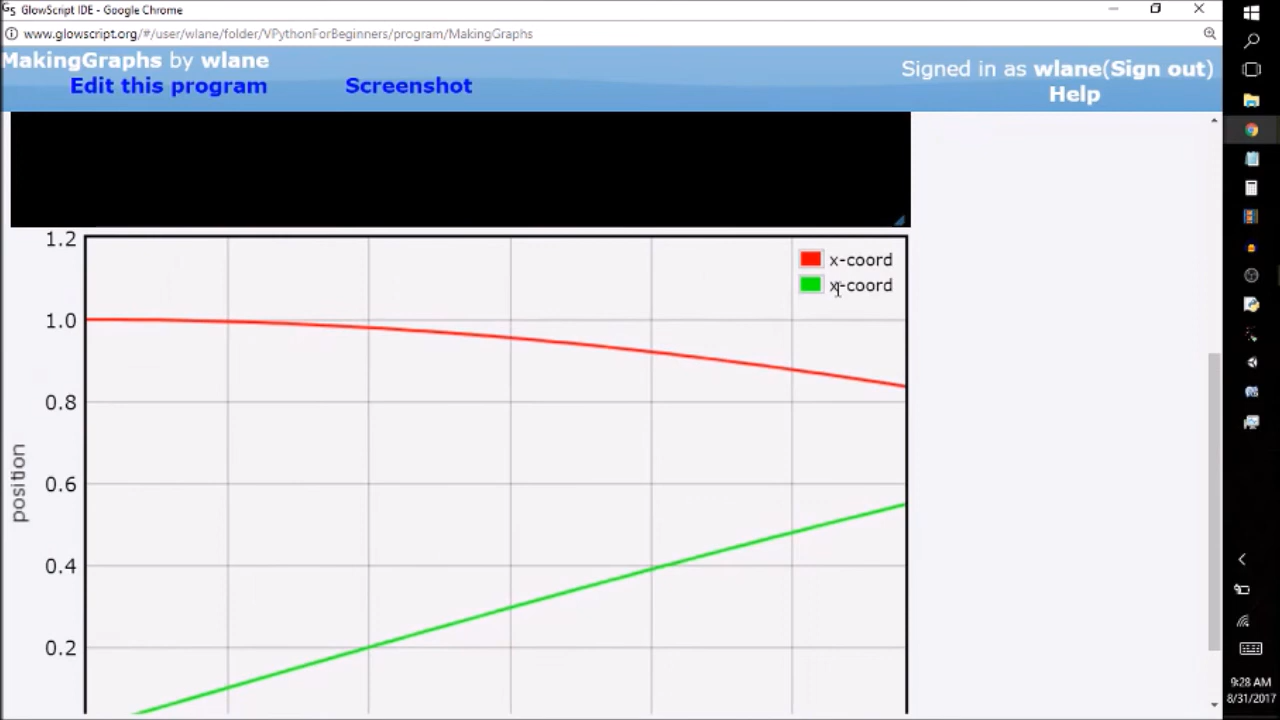 GlowScript IDE - Google Chrome
www.glowscript.org/#/user/wlane/folder/VPythonForBeginners/program/MakingGraphs
MakingGraphs by wlane
Signed in as wlane(Sign out)
Edit this program
Screenshot
Help
1.2
x-coord
x-coord
1.0
0.8
position
0.6
0.4
0.2
9:28 AM
8/31/2017